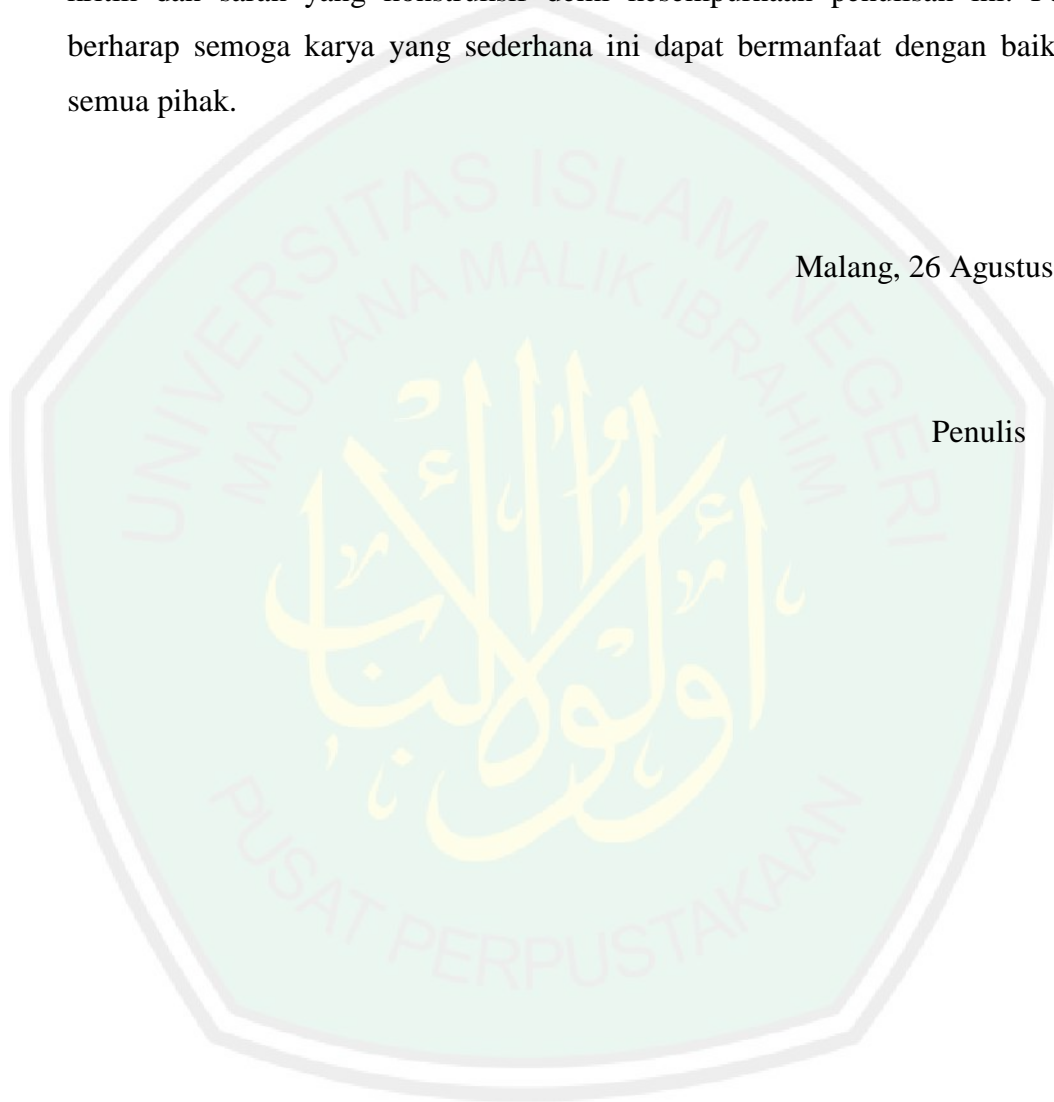 berharap semoga karya yang sederhana ini dapat bermanfaat dengan baik
semua pihak.
Malang, 26 Agustus
Penulis
UNIVERSITAS ISLAM NEGERI
MAULANA MALIK IBRAHIM
PUSAT PERPUSTAKAAN